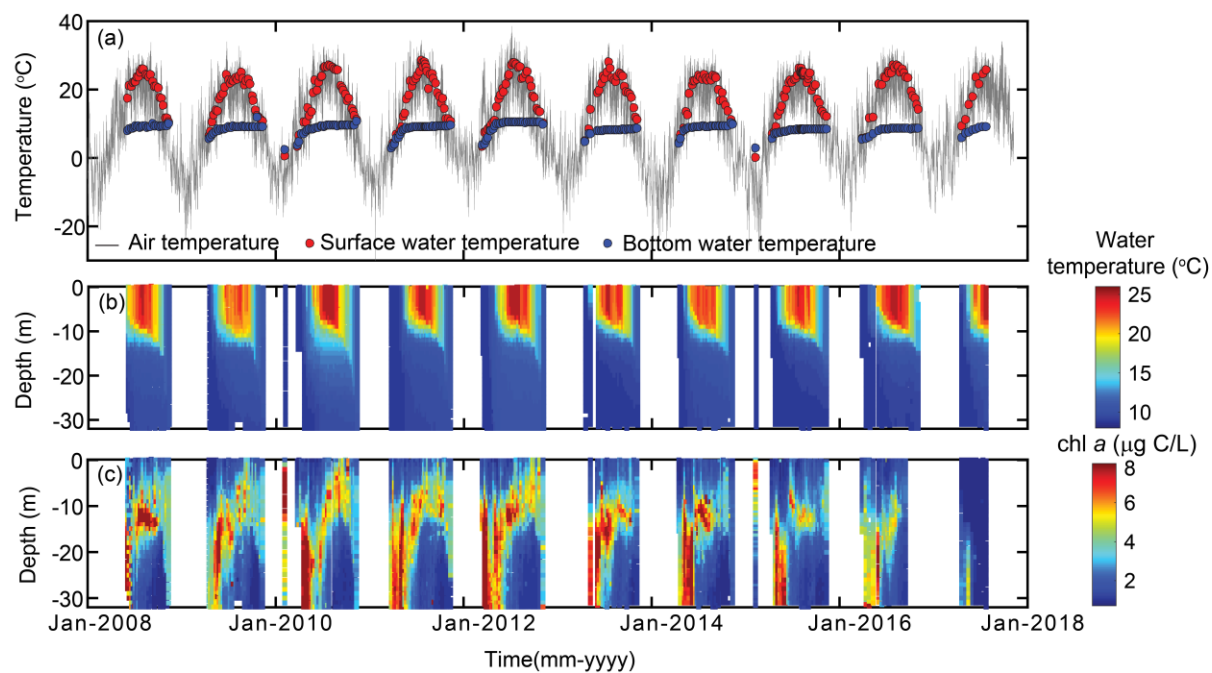 40
(a)
20
0
-20
Temperature (°C)
Air temperature
Surface water temperature
Bottom water temperature
Water
temperature (°C)
25
20
15
10
0
(b)
-10
-20
-30
Depth (m)
chl a (μg C/L)
8
6
4
2
0
(c)
-10
-20
-30
Depth (m)
Jan-2008
Jan-2010
Jan-2012
Jan-2014
Jan-2016
Jan-2018
Time(mm-yyyy)